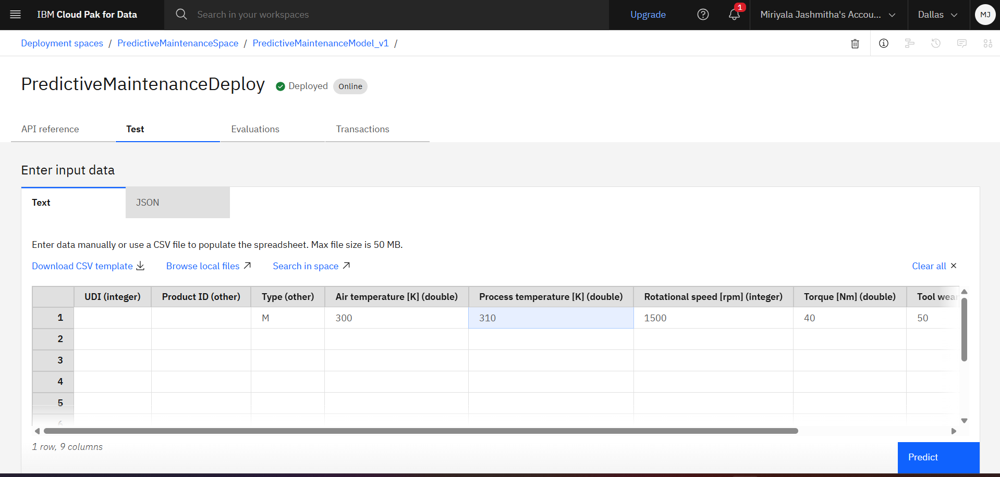 IBM Cloud Pak for Data
Search in your workspaces
Upgrade
1
Miriyala Jashmitha's Accou...
Dallas
MJ
Deployment spaces / PredictiveMaintenanceSpace / PredictiveMaintenanceModel_v1 /
PredictiveMaintenanceDeploy
Deployed
Online
API reference
Test
Evaluations
Transactions
Enter input data
Text
JSON
Enter data manually or use a CSV file to populate the spreadsheet. Max file size is 50 MB.
Download CSV template
Browse local files
Search in space
Clear all
UDI (integer) Product ID (other) Type (other) Air temperature [K] (double) Process temperature [K] (double) Rotational speed [rpm] (integer) Torque [Nm] (double) Tool wear
1 M 300 310 1500 40 50
2
3
4
5
6
1 row, 9 columns
Predict